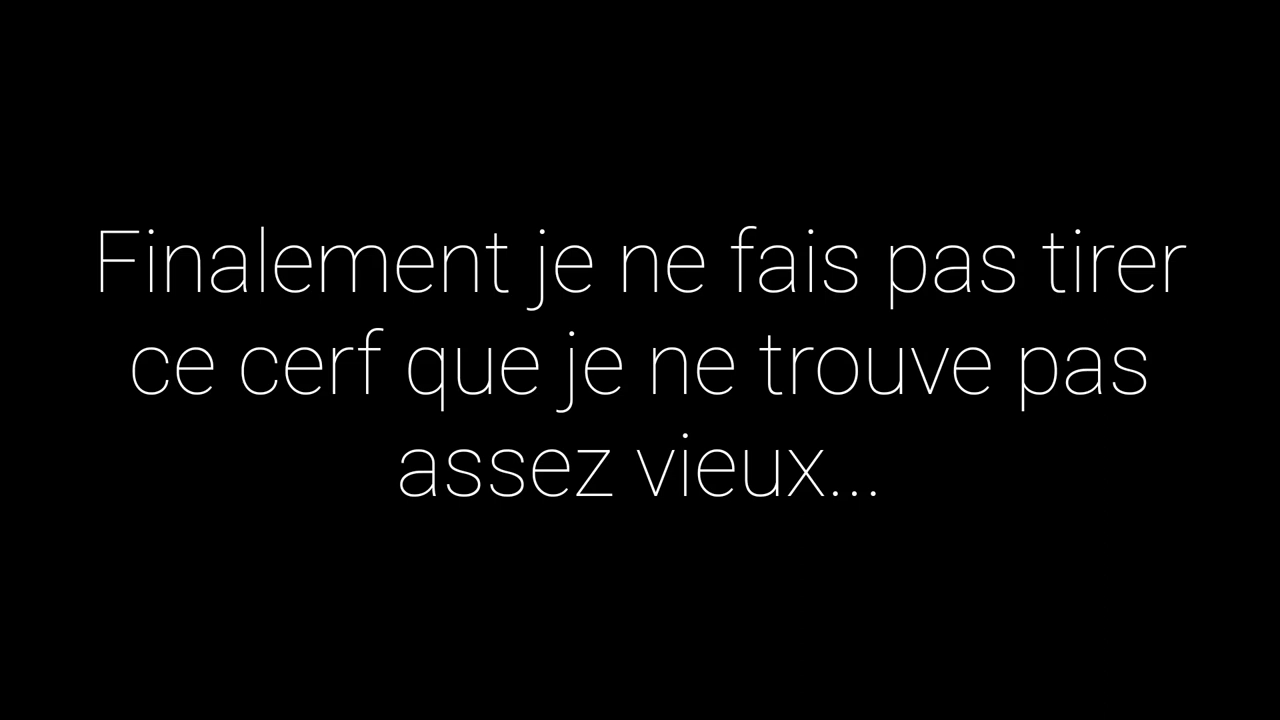 Finalement je ne fais pas tirer
ce cerf que je ne trouve pas
assez vieux...